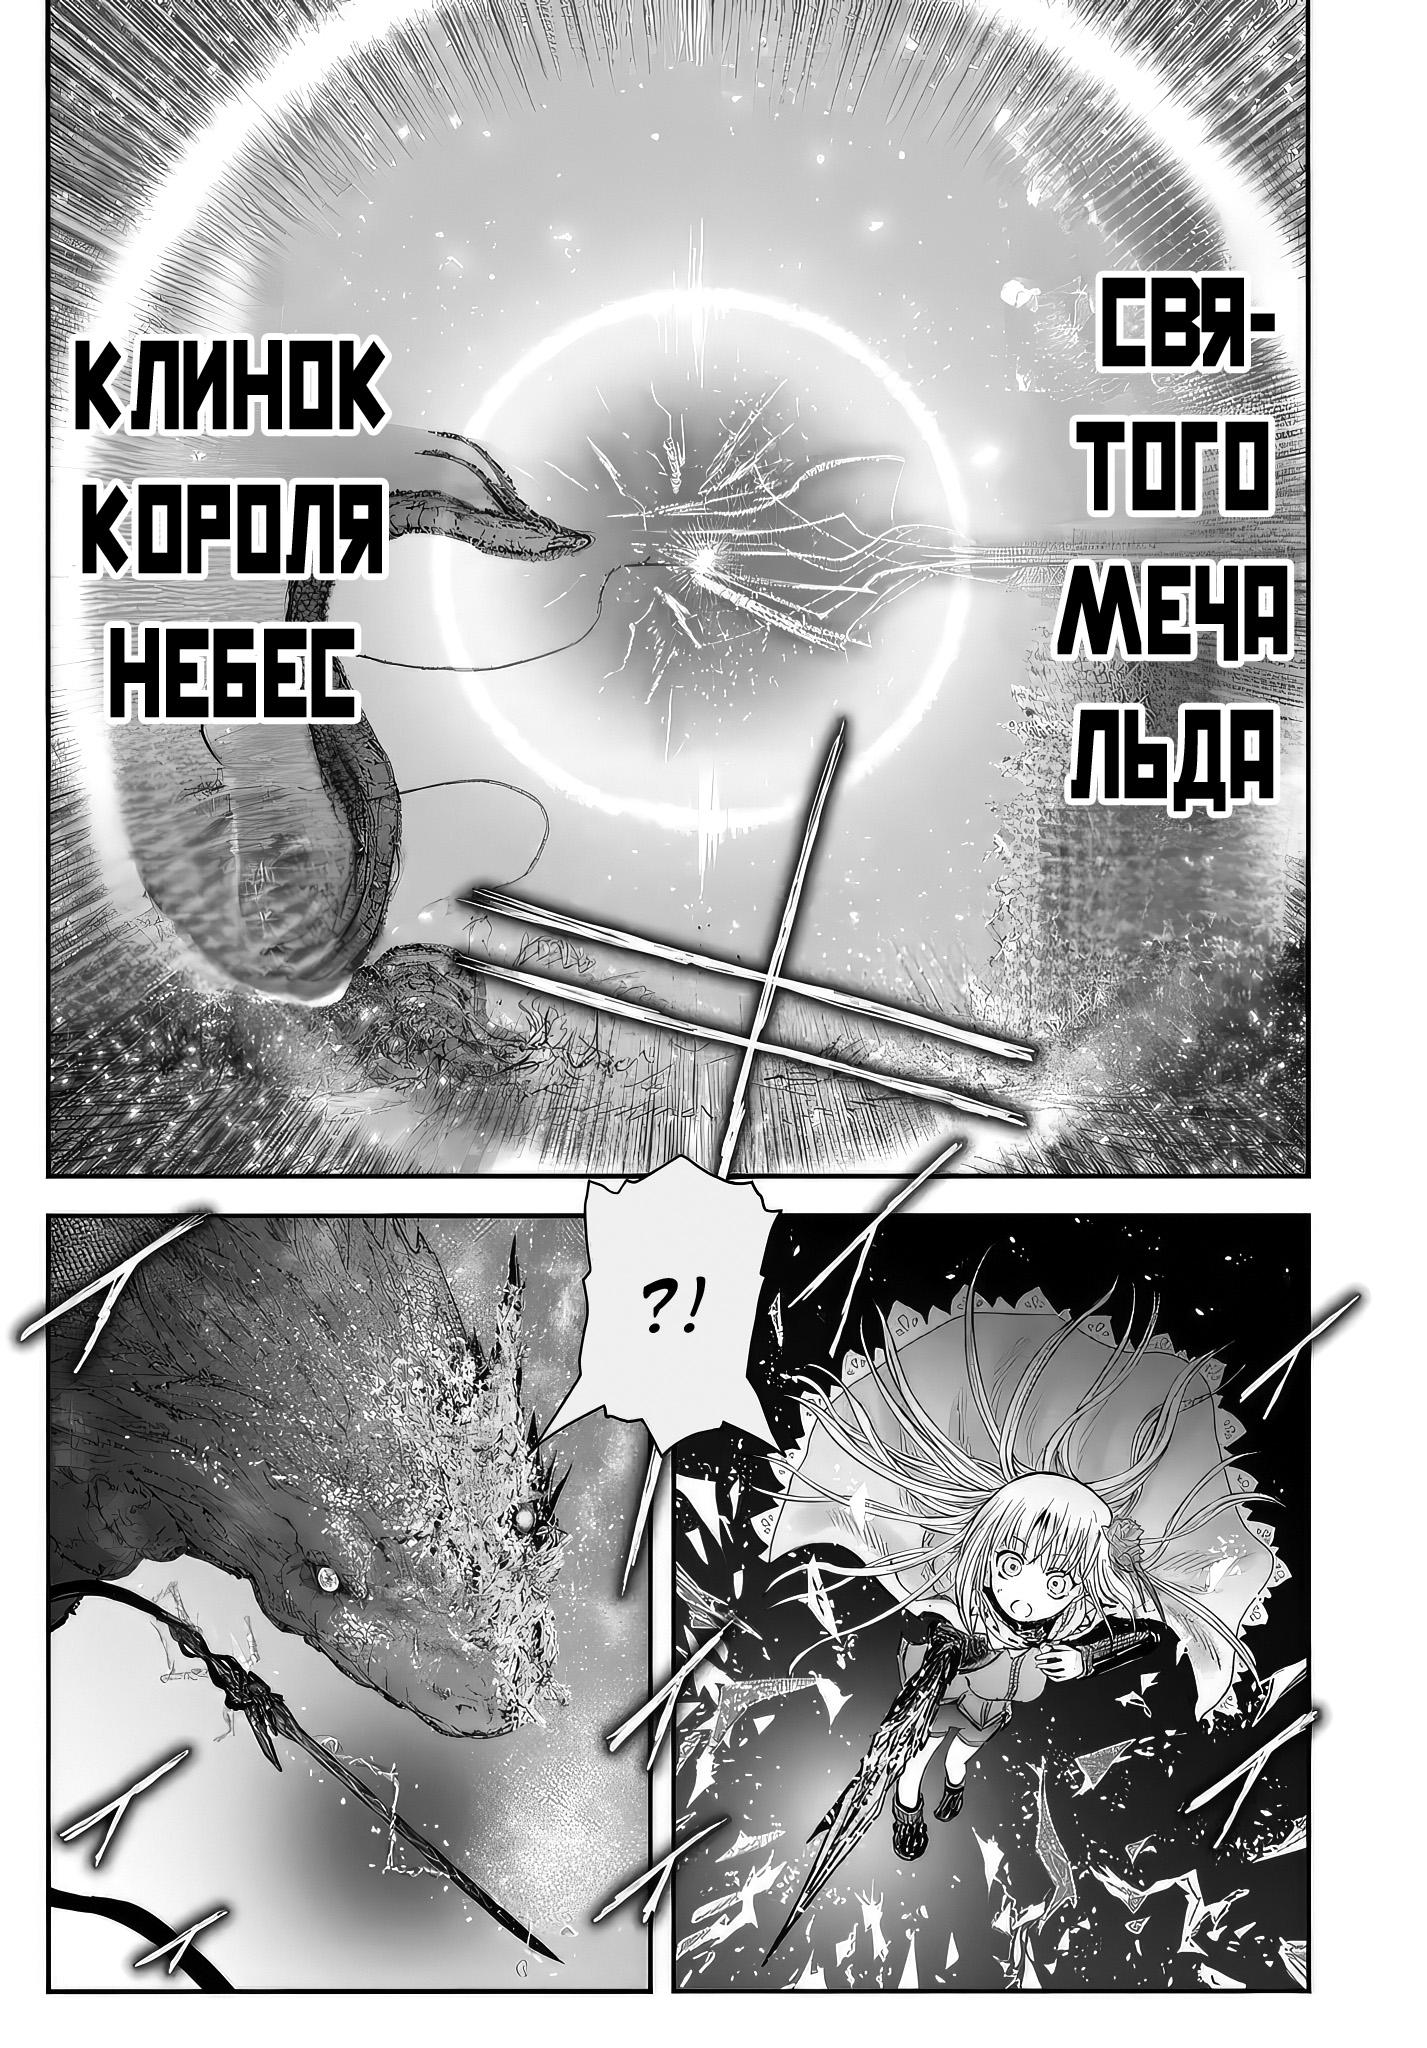 СВЯ-
ТОГО
МЕЧА
ЛЬДА
КЛИНОК
КОРОЛЯ
НЕБЕС
?!